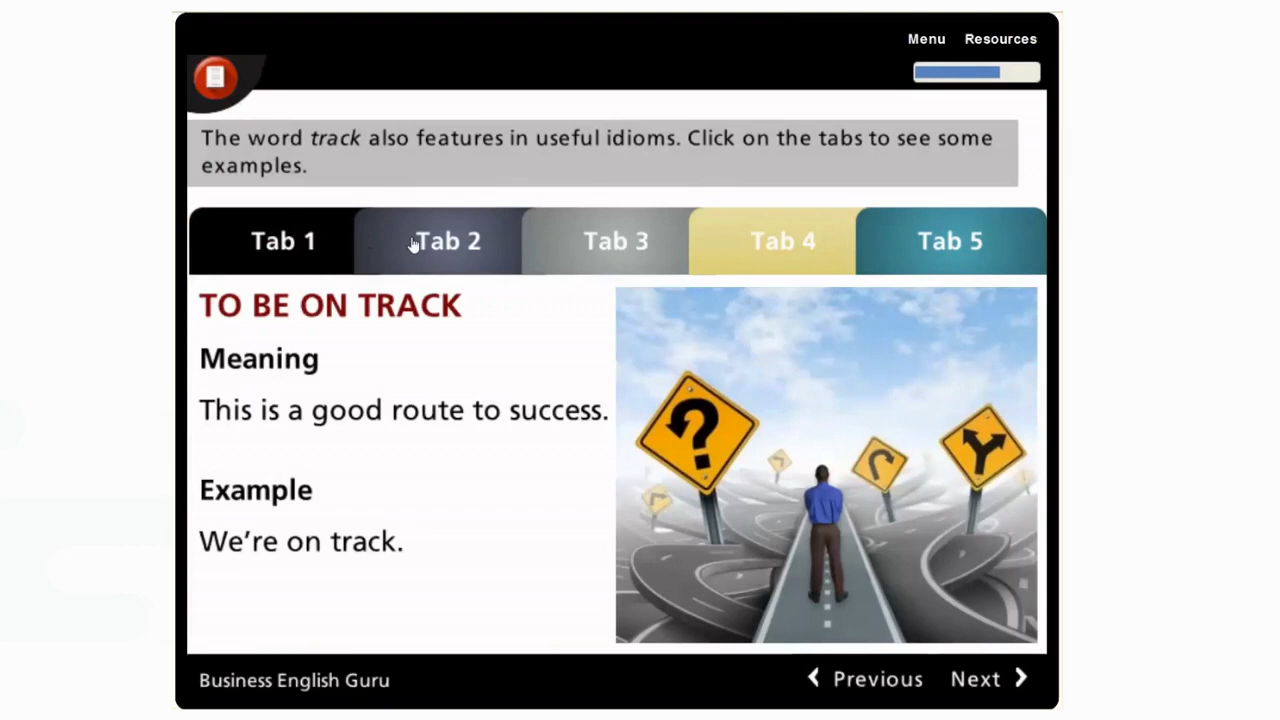 Menu Resources
The word track also features in useful idioms. Click on the tabs to see some
examples.
Tab 1 Tab 2 Tab 3 Tab 4 Tab 5
TO BE ON TRACK
Meaning
This is a good route to success.
Example
We're on track.
Business English Guru
Previous Next